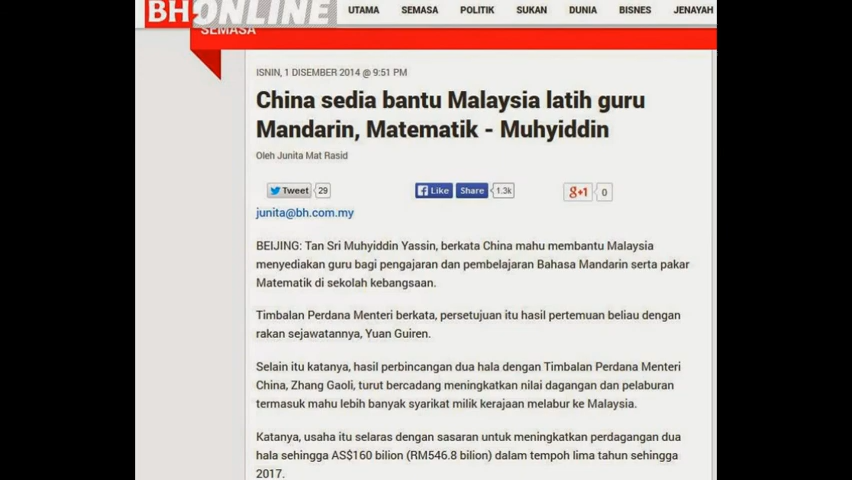 BH ONLINE
UTAMA SEMASA POLITIK SUKAN DUNIA BISNES JENAYAH
SEMASA
ISNIN, 1 DISEMBER 2014 @ 9:51 PM
China sedia bantu Malaysia latih guru
Mandarin, Matematik - Muhyiddin
Oleh Junita Mat Rasid
Tweet 29 Like Share 1.3k g+1 0
junita@bh.com.my
BEIJING: Tan Sri Muhyiddin Yassin, berkata China mahu membantu Malaysia
menyediakan guru bagi pengajaran dan pembelajaran Bahasa Mandarin serta pakar
Matematik di sekolah kebangsaan.
Timbalan Perdana Menteri berkata, persetujuan itu hasil pertemuan beliau dengan
rakan sejawatannya, Yuan Guiren.
Selain itu katanya, hasil perbincangan dua hala dengan Timbalan Perdana Menteri
China, Zhang Gaoli, turut bercadang meningkatkan nilai dagangan dan pelaburan
termasuk mahu lebih banyak syarikat milik kerajaan melabur ke Malaysia.
Katanya, usaha itu selaras dengan sasaran untuk meningkatkan perdagangan dua
hala sehingga AS$160 bilion (RM546.8 bilion) dalam tempoh lima tahun sehingga
2017.